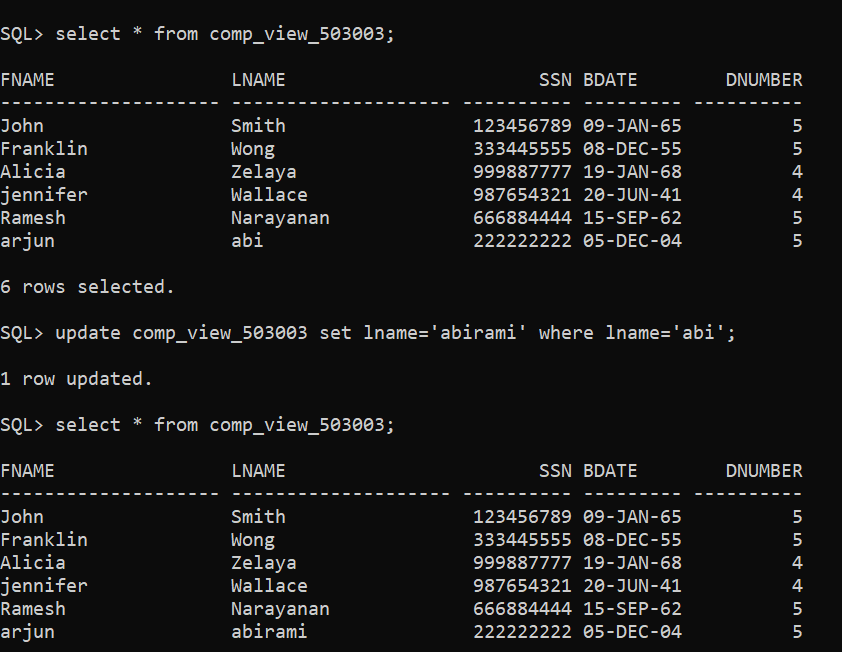 SQL> select * from comp_view_503003;
FNAME                LNAME                       SSN BDATE        DNUMBER
-------------------- -------------------- ---------- --------- ----------
John                 Smith                 123456789 09-JAN-65          5
Franklin             Wong                  333445555 08-DEC-55          5
Alicia               Zelaya                999887777 19-JAN-68          4
jennifer             Wallace               987654321 20-JUN-41          4
Ramesh               Narayanan             666884444 15-SEP-62          5
arjun                abi                   222222222 05-DEC-04          5
6 rows selected.
SQL> update comp_view_503003 set lname='abirami' where lname='abi';
1 row updated.
SQL> select * from comp_view_503003;
FNAME                LNAME                       SSN BDATE        DNUMBER
-------------------- -------------------- ---------- --------- ----------
John                 Smith                 123456789 09-JAN-65          5
Franklin             Wong                  333445555 08-DEC-55          5
Alicia               Zelaya                999887777 19-JAN-68          4
jennifer             Wallace               987654321 20-JUN-41          4
Ramesh               Narayanan             666884444 15-SEP-62          5
arjun                abirami               222222222 05-DEC-04          5